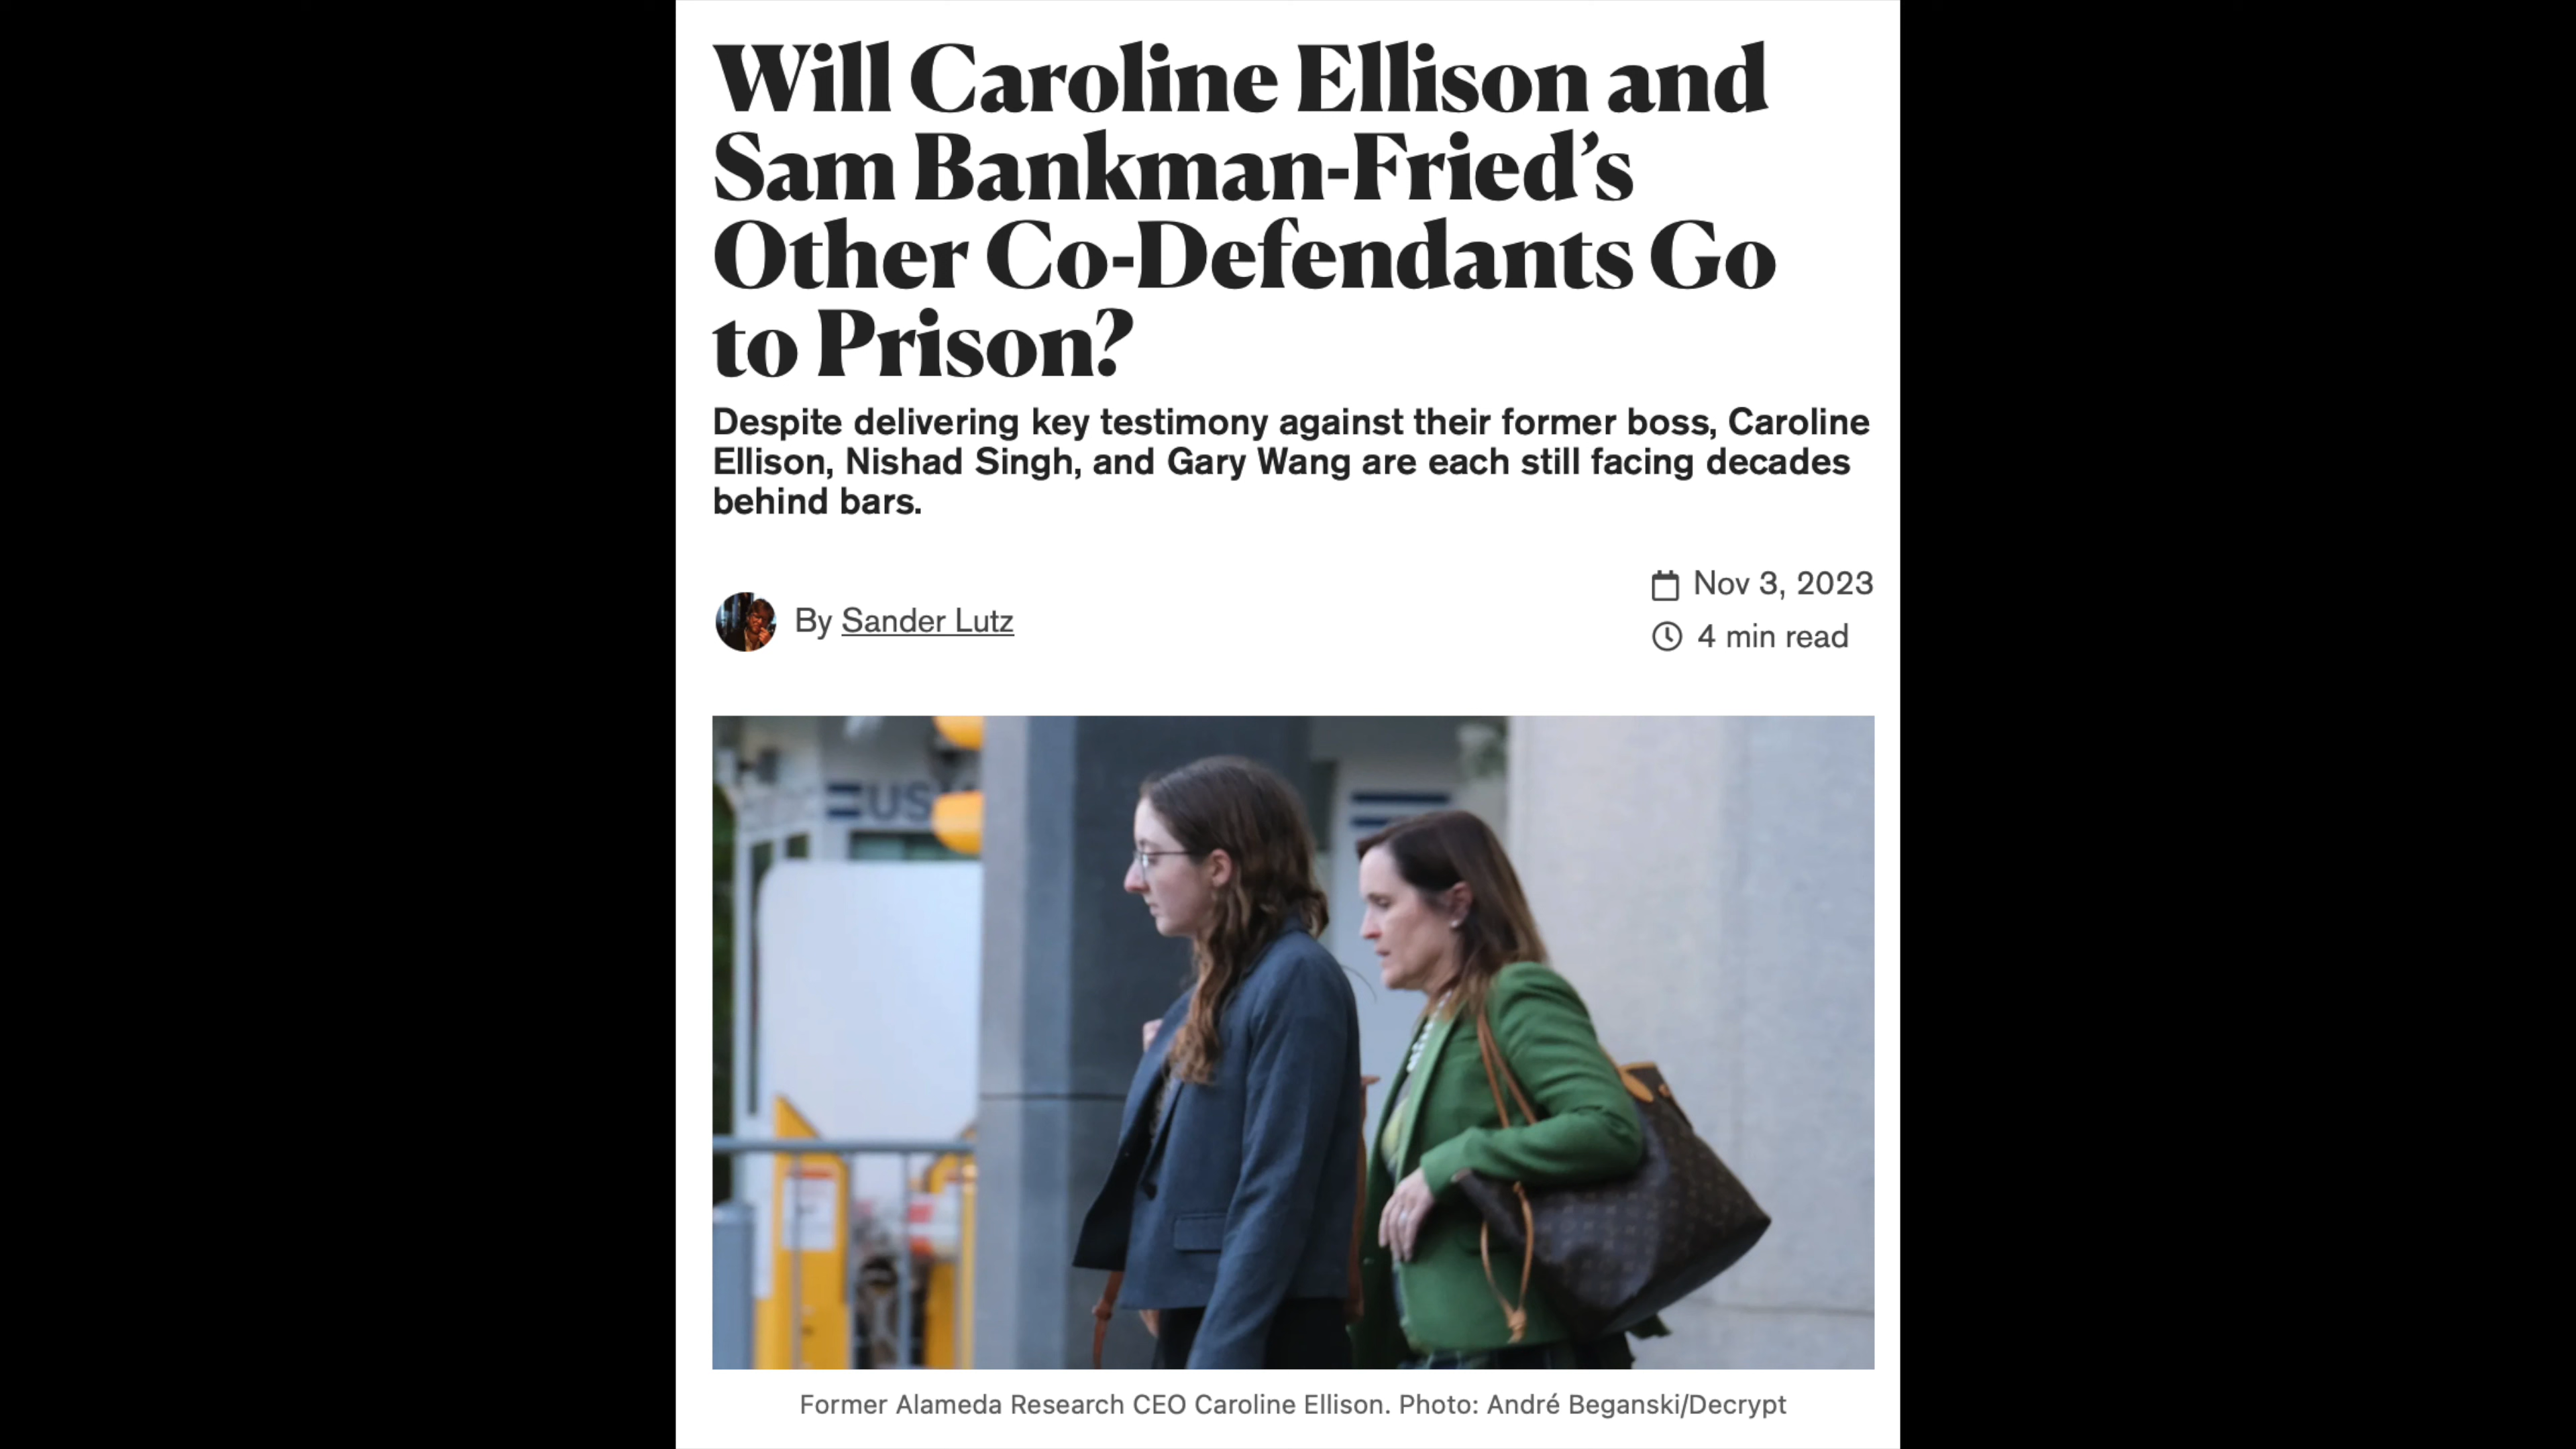 Will Caroline Ellison and
Sam Bankman-Fried’s
Other Co-Defendants Go
to Prison?
Despite delivering key testimony against their former boss, Caroline
Ellison, Nishad Singh, and Gary Wang are each still facing decades
behind bars.
By Sander Lutz
Nov 3, 2023
4 min read
US
Former Alameda Research CEO Caroline Ellison. Photo: André Beganski/Decrypt